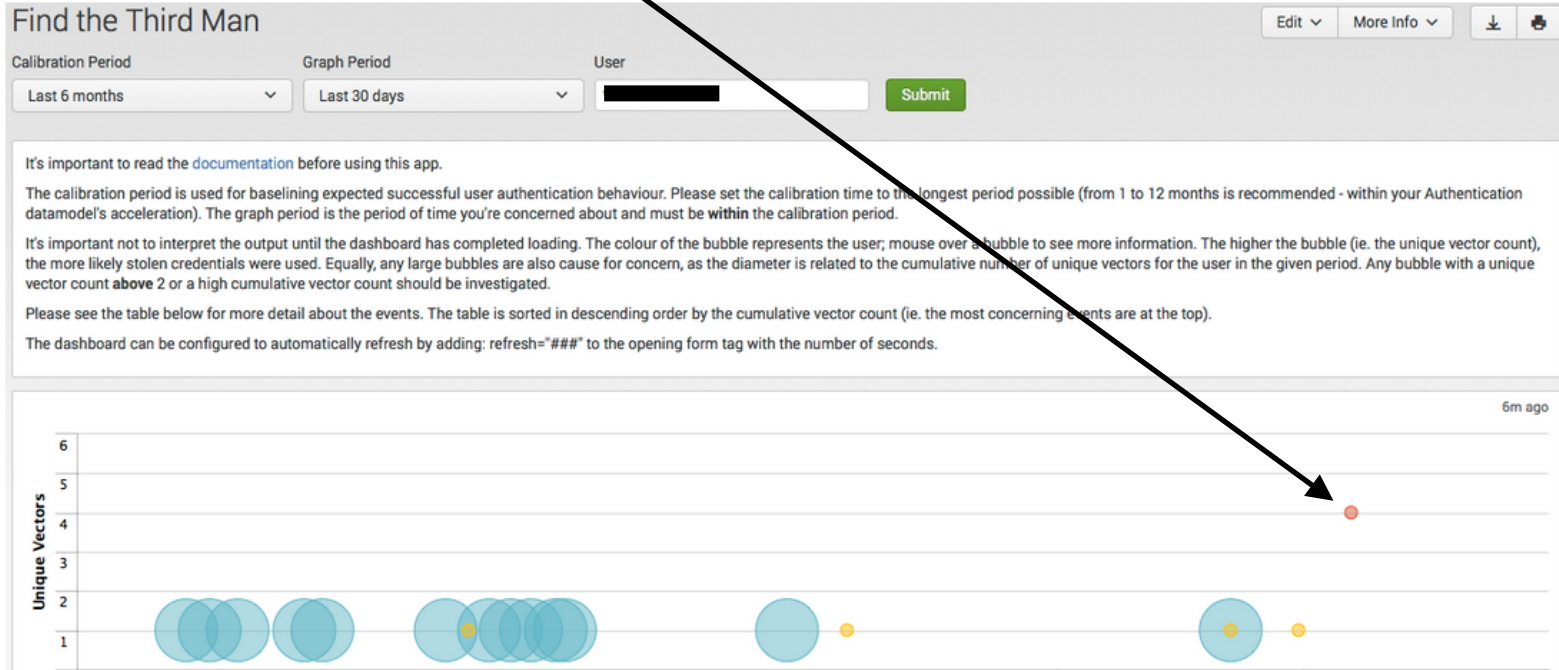 Find the Third Man
Edit More Info
Calibration Period Graph Period User
Last 6 months Last 30 days Submit
It's important to read the documentation before using this app.
The calibration period is used for baselining expected successful user authentication behaviour. Please set the calibration time to the longest period possible (from 1 to 12 months is recommended - within your Authentication
datamodel's acceleration). The graph period is the period of time you're concerned about and must be within the calibration period.
It's important not to interpret the output until the dashboard has completed loading. The colour of the bubble represents the user; mouse over a bubble to see more information. The higher the bubble (ie. the unique vector count),
the more likely stolen credentials were used. Equally, any large bubbles are also cause for concern, as the diameter is related to the cumulative number of unique vectors for the user in the given period. Any bubble with a unique
vector count above 2 or a high cumulative vector count should be investigated.
Please see the table below for more detail about the events. The table is sorted in descending order by the cumulative vector count (ie. the most concerning events are at the top).
The dashboard can be configured to automatically refresh by adding: refresh="###" to the opening form tag with the number of seconds.
6m ago
Unique Vectors
6
5
4
3
2
1